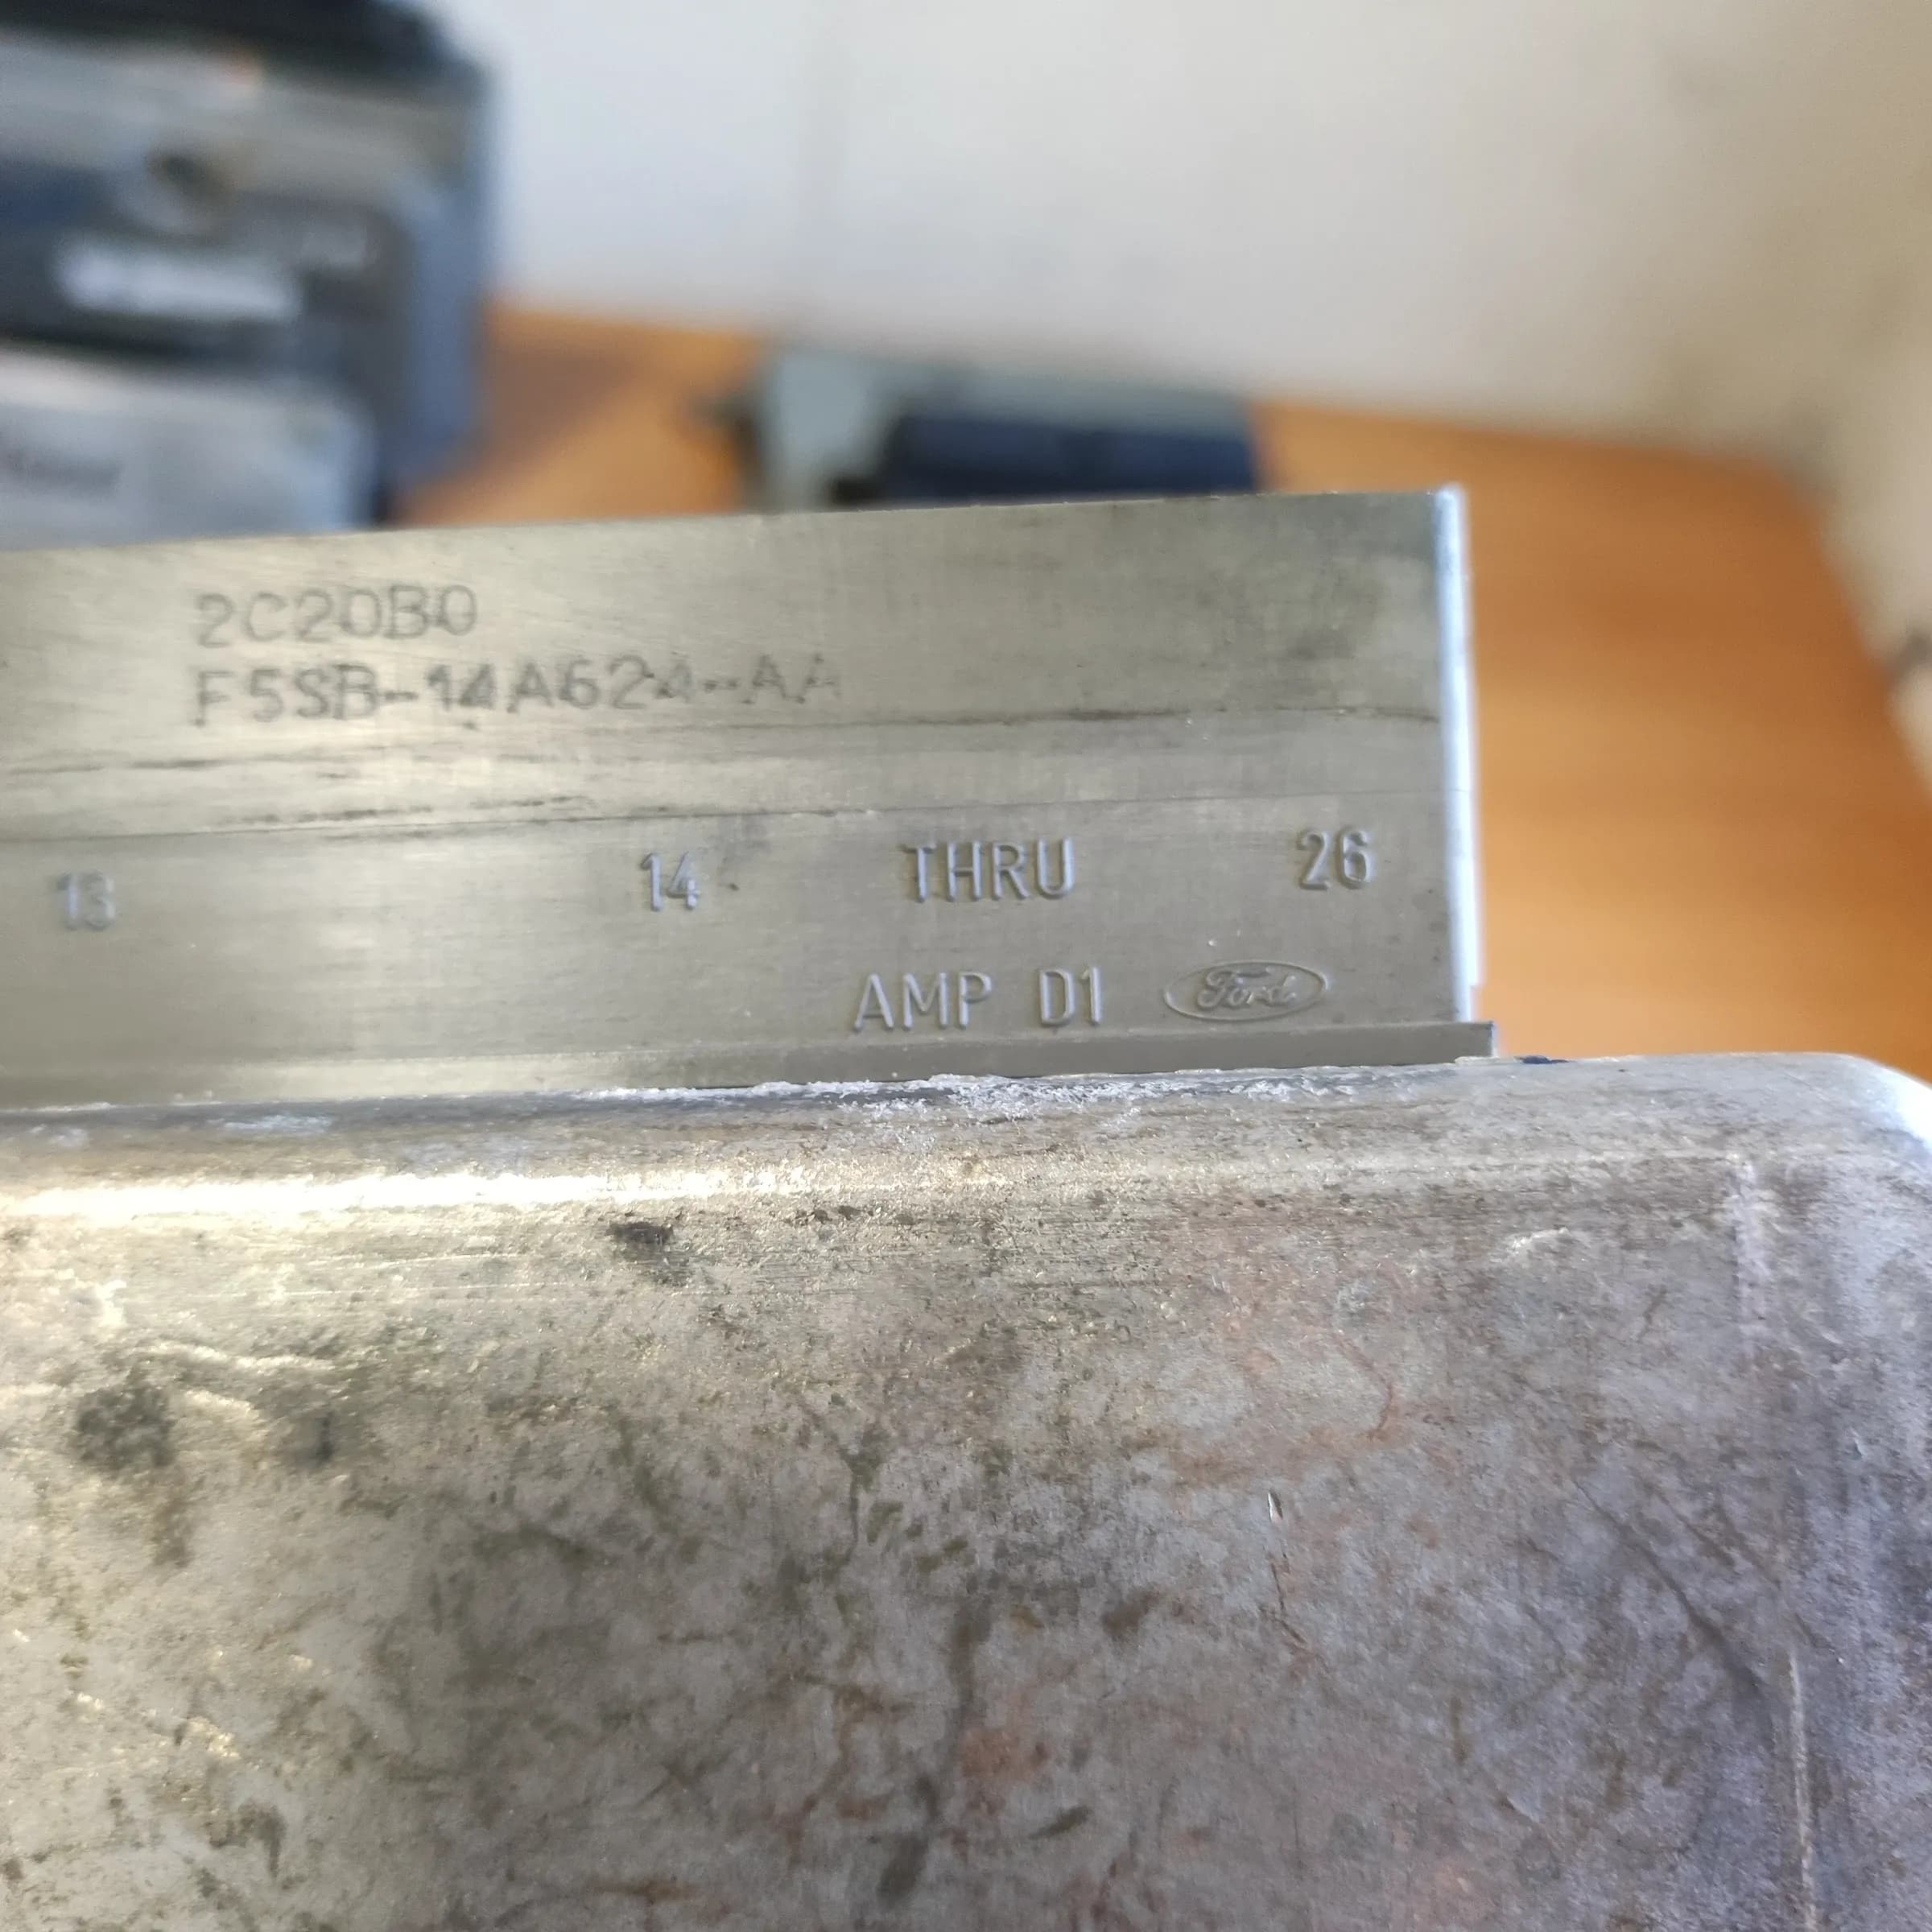 2C20B0
F5SB-14A624-AA
13 14 THRU 26
AMP D1 Ford